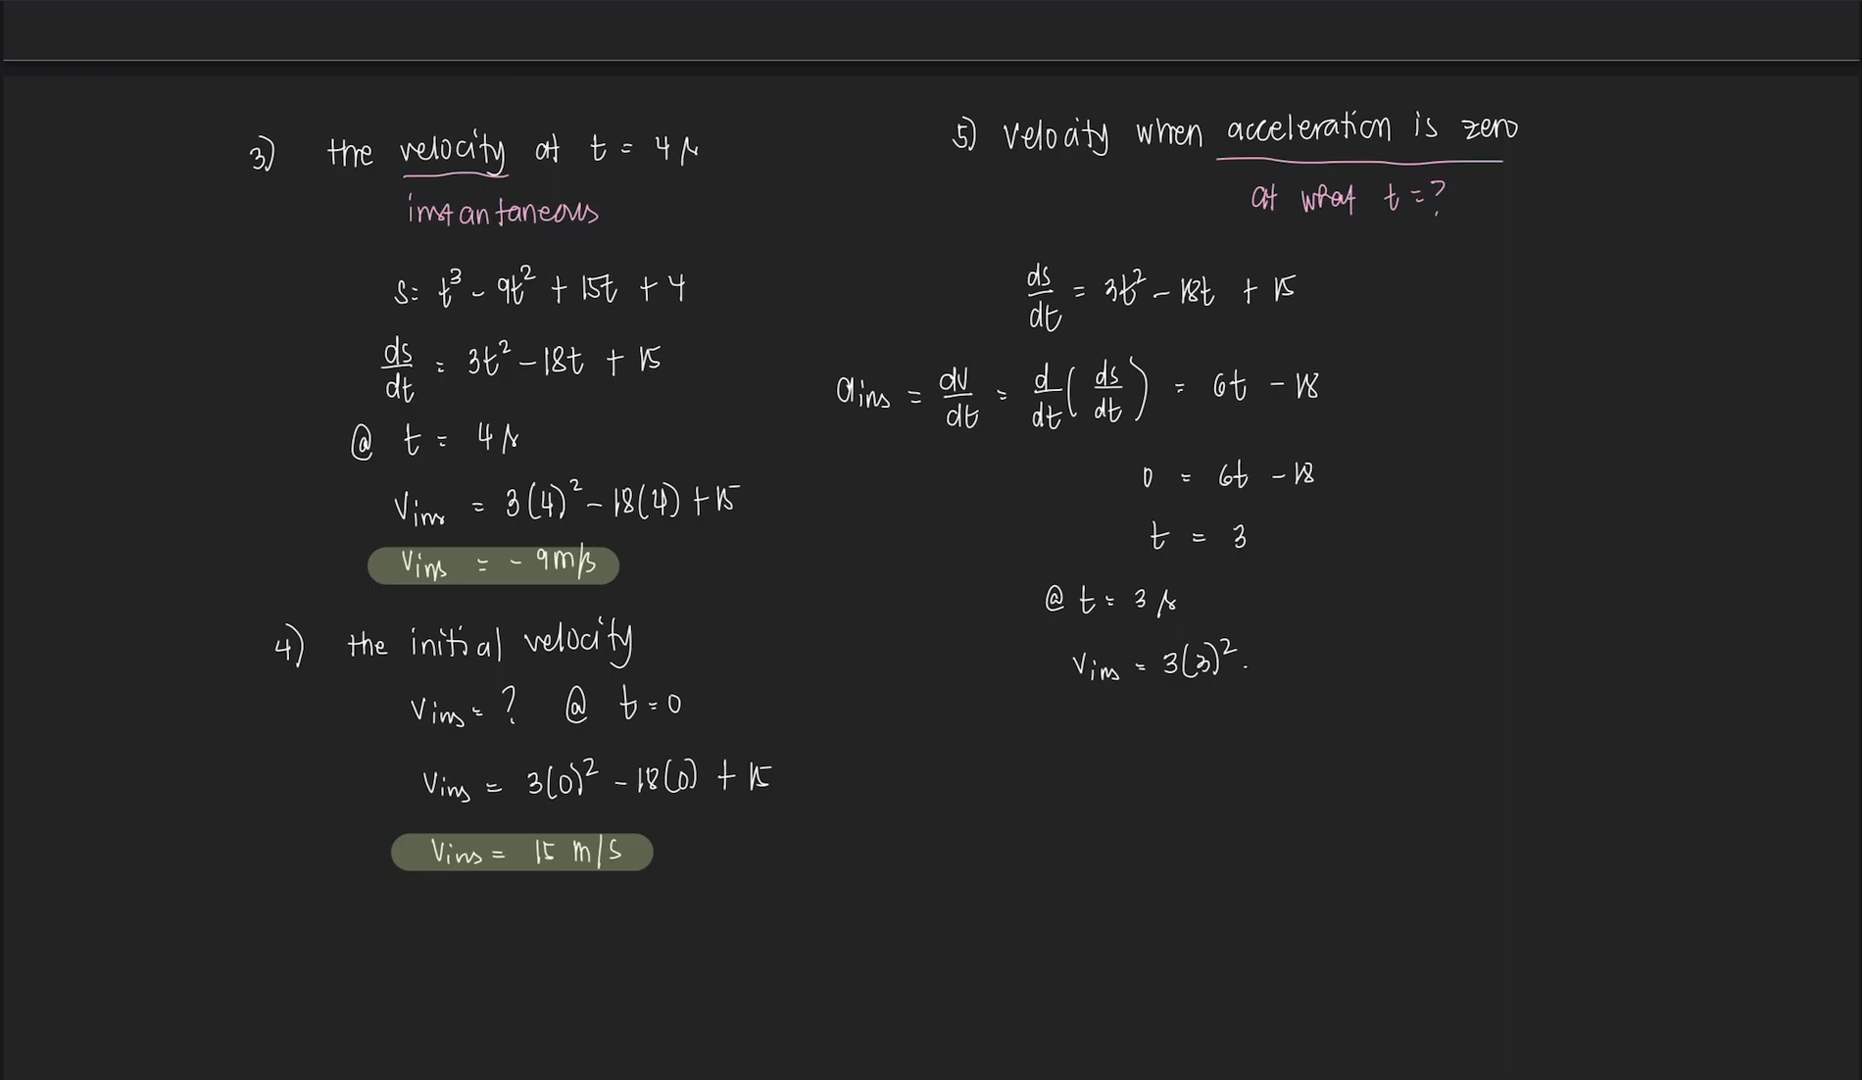 3) the velocity at t = 4 s
instantaneous
s = t³ - 9t² + 15t + 4
ds/dt = 3t² - 18t + 15
@ t = 4 s
Vins = 3(4)² - 18(4) + 15
Vins = - 9 m/s
4) the initial velocity
Vins = ? @ t = 0
Vins = 3(0)² - 18(0) + 15
Vins = 15 m/s
5) velocity when acceleration is zero
at what t = ?
ds/dt = 3t² - 18t + 15
ains = dv/dt = d/dt (ds/dt) = 6t - 18
0 = 6t - 18
t = 3
@ t = 3 s
Vins = 3(3)²